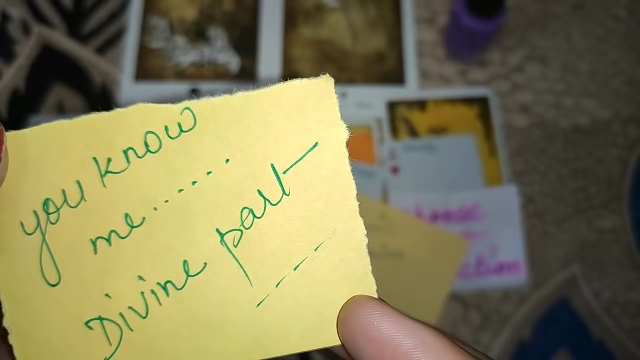 you know
me.......
Divine part —
- - - -